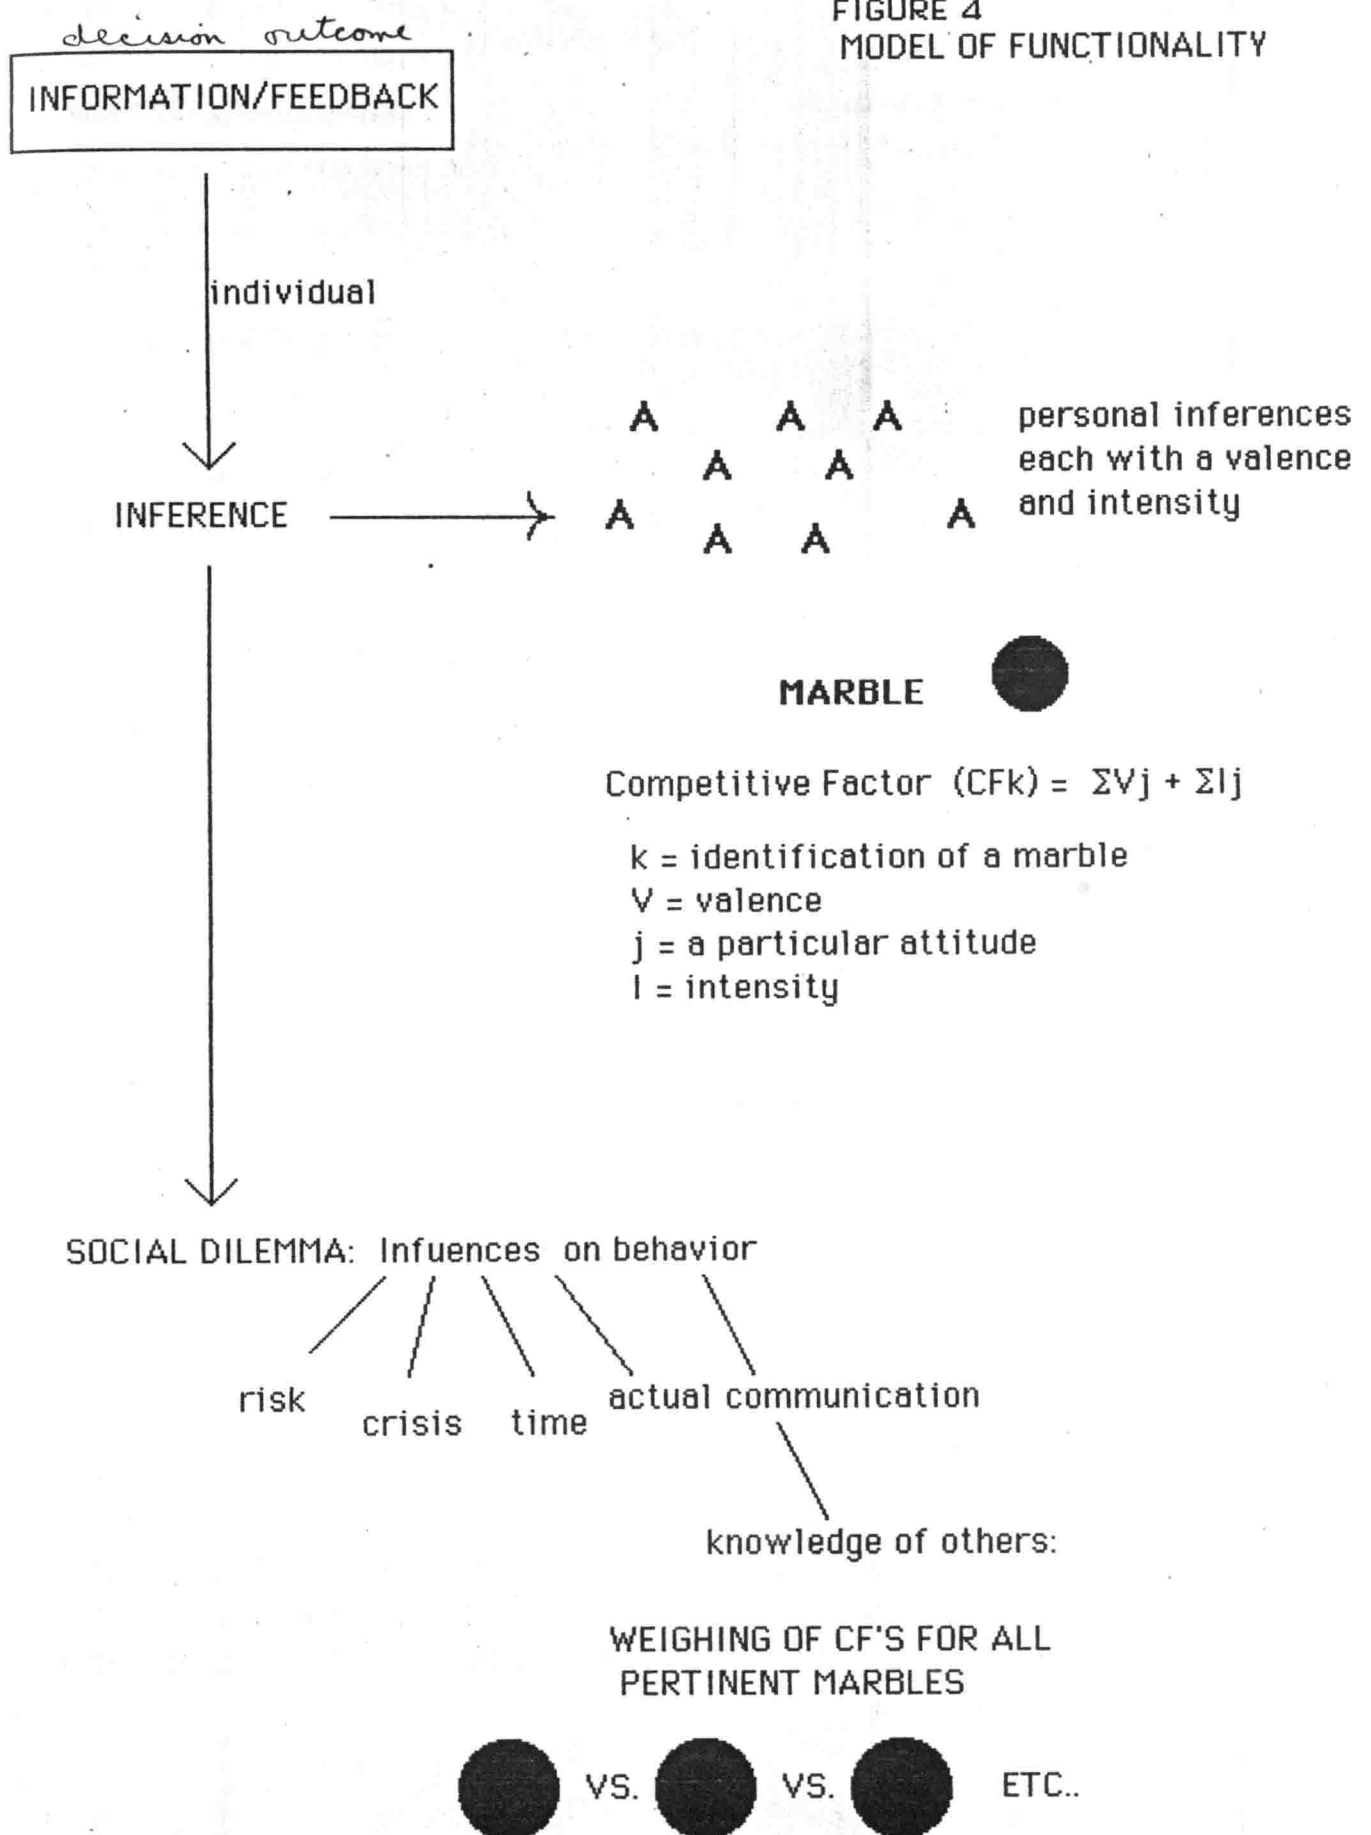 FIGURE 4
MODEL OF FUNCTIONALITY
decision outcome
INFORMATION/FEEDBACK
individual
A A A
A A
A A
A A
personal inferences
each with a valence
and intensity
INFERENCE
MARBLE
Competitive Factor (CFk) = ΣVj + ΣIj
k = identification of a marble
V = valence
j = a particular attitude
I = intensity
SOCIAL DILEMMA: Infuences on behavior
risk
crisis
time
actual communication
knowledge of others:
WEIGHING OF CF'S FOR ALL
PERTINENT MARBLES
VS. VS. ETC..